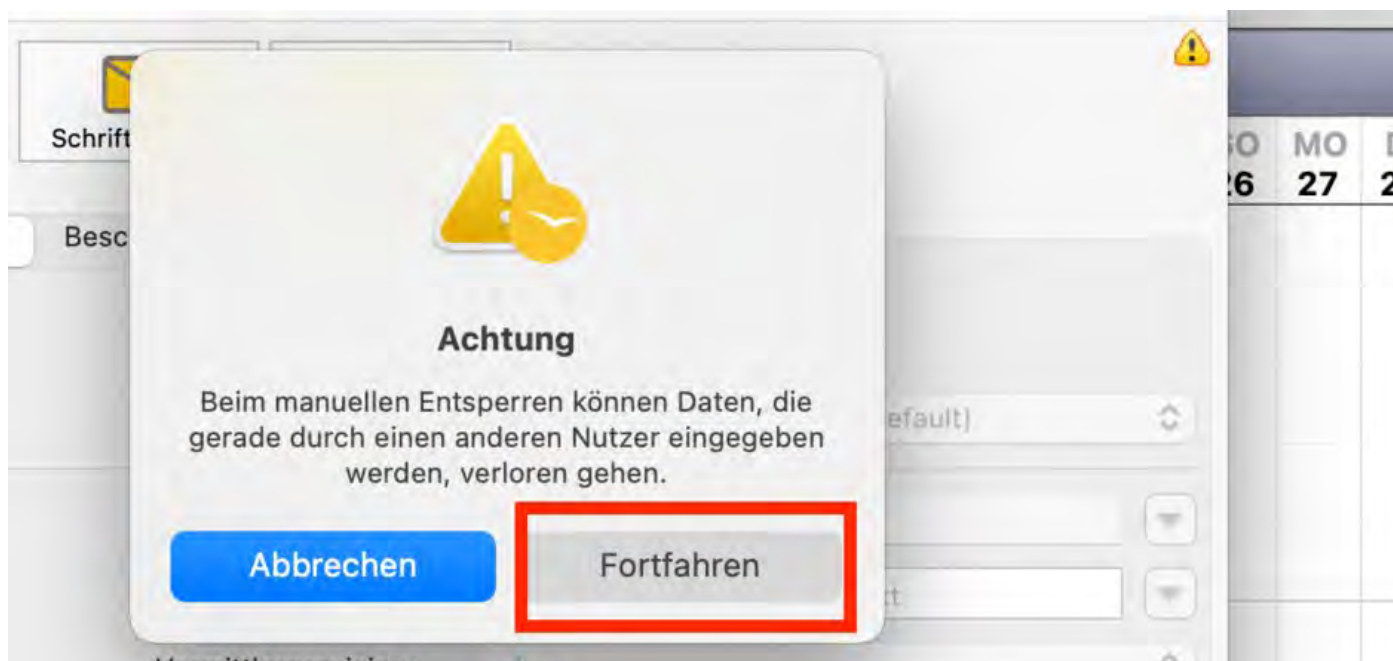 Schrift
SO MO
26 27 2
Besc
Achtung
Beim manuellen Entsperren können Daten, die
gerade durch einen anderen Nutzer eingegeben
werden, verloren gehen.
efault)
Abbrechen Fortfahren